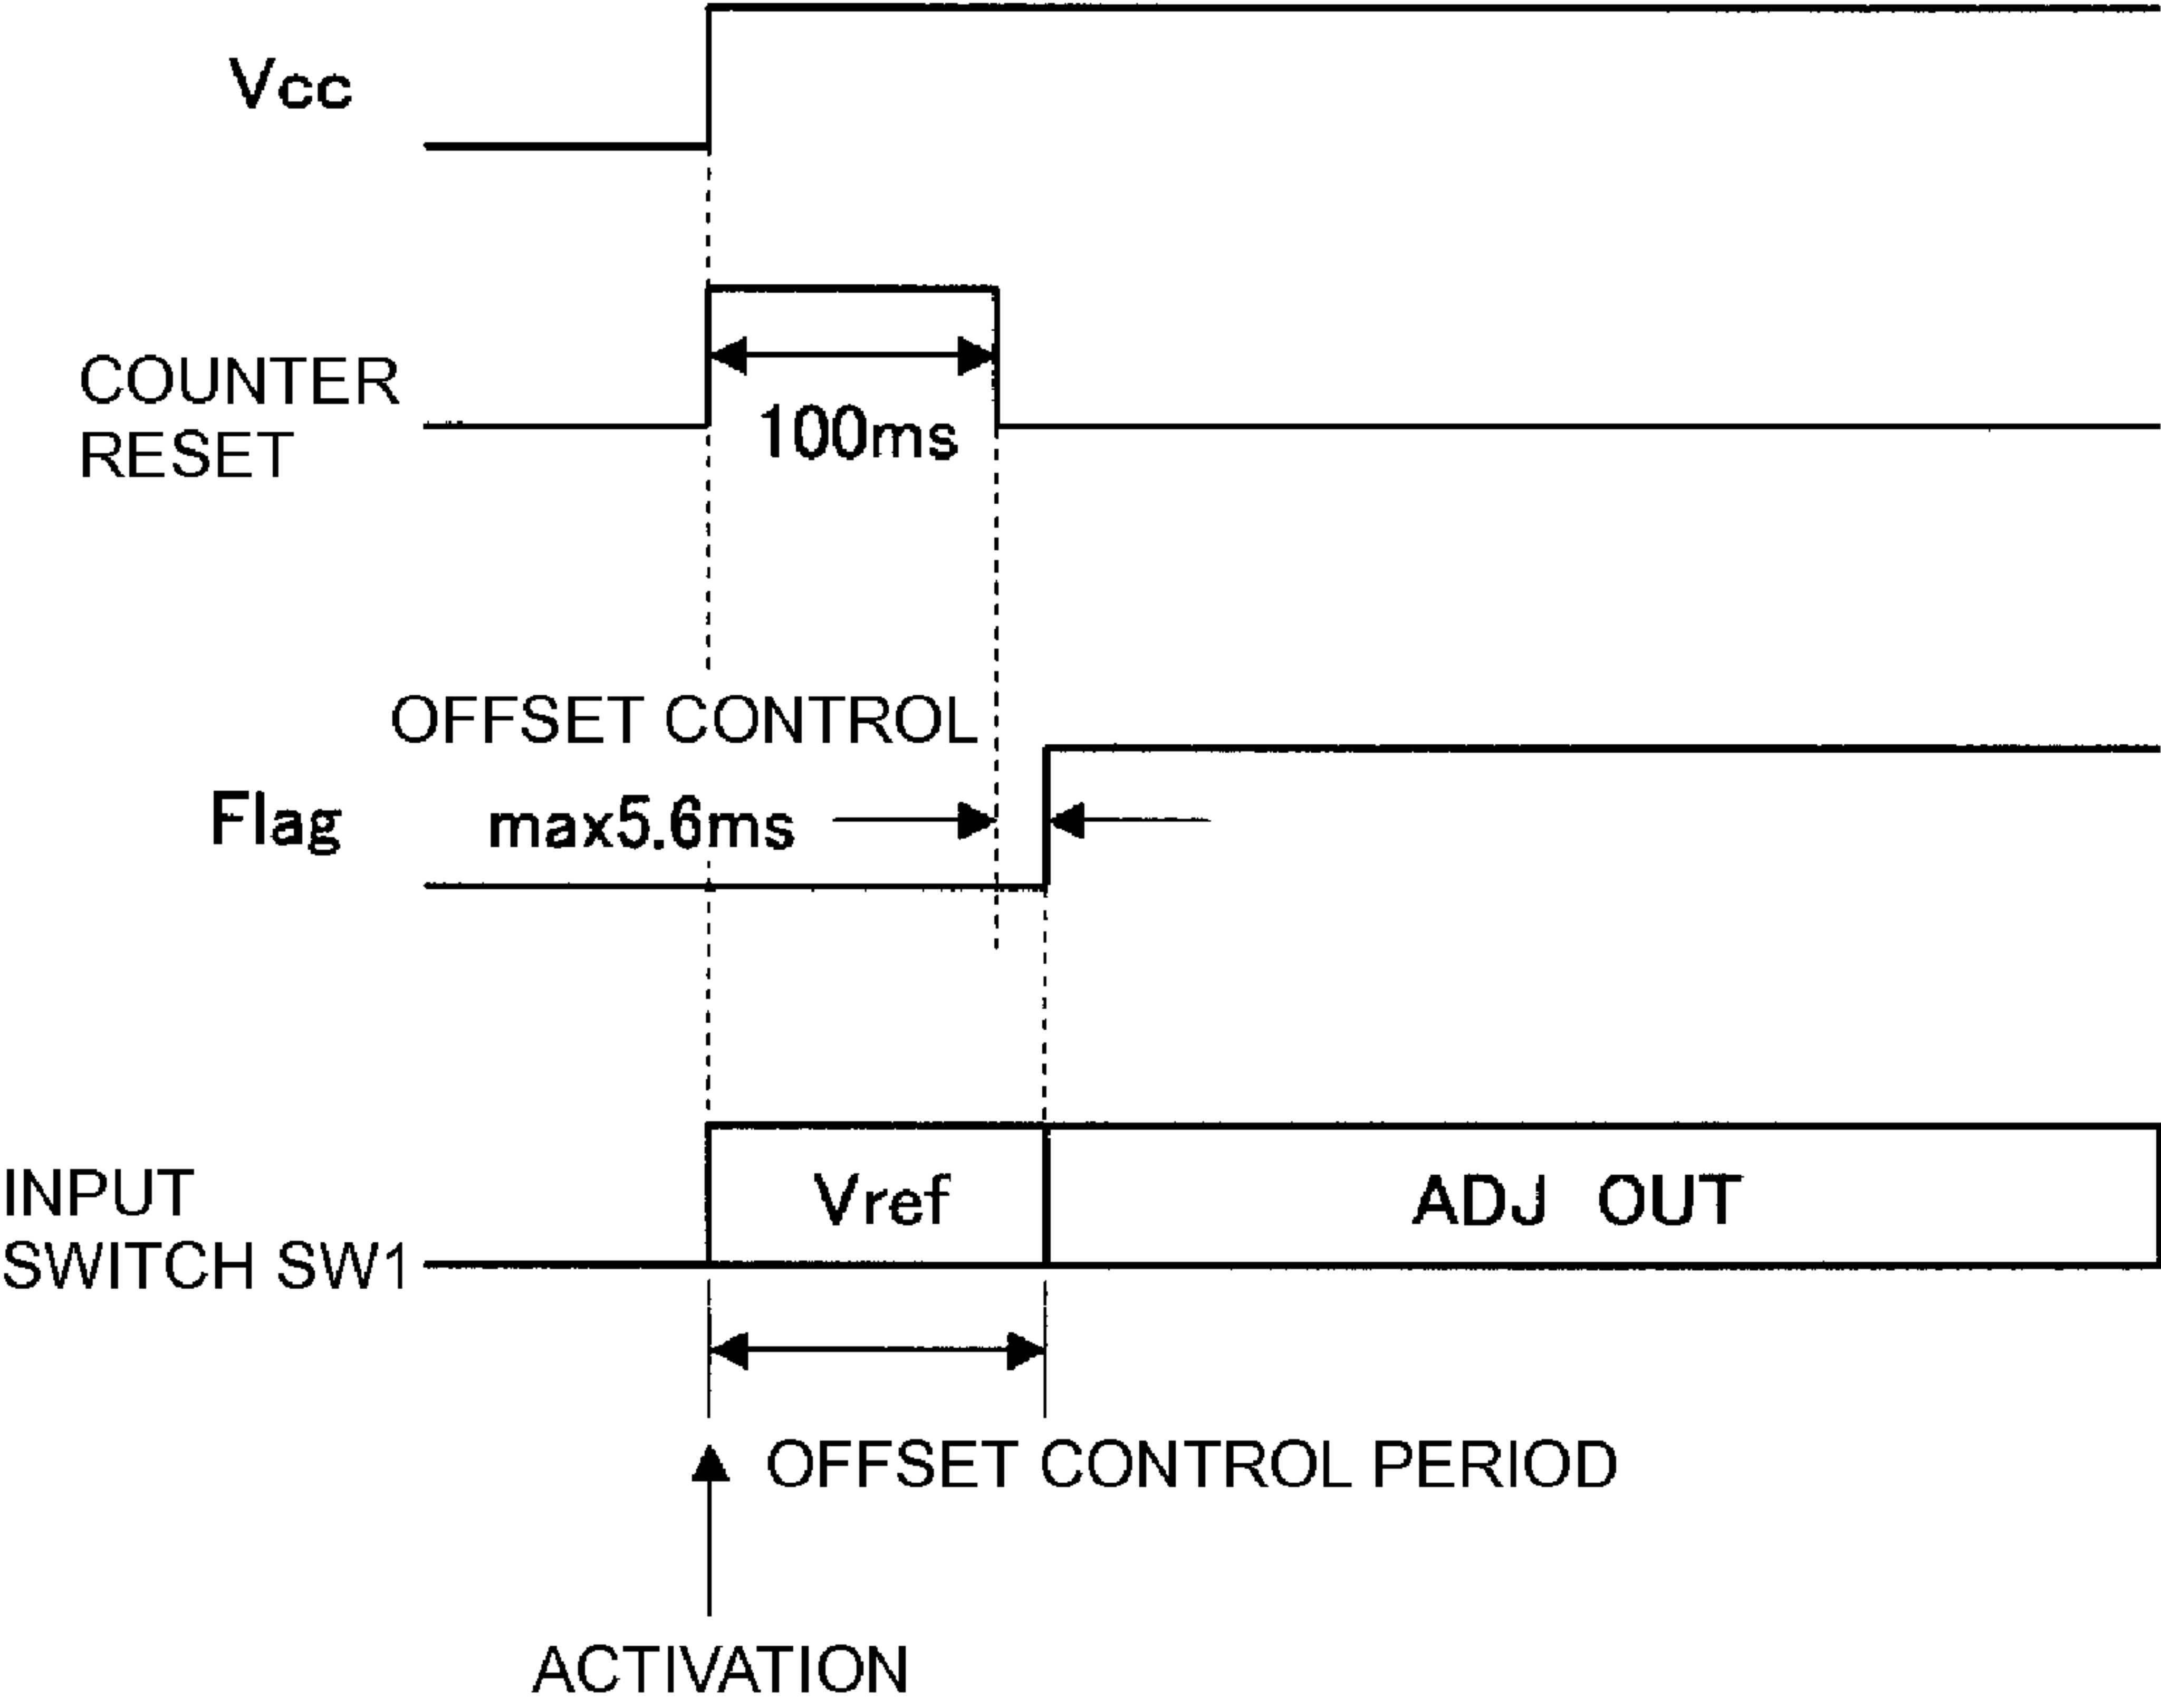 Vcc
COUNTER
RESET
100ms
OFFSET CONTROL
Flag
max5.6ms
INPUT
SWITCH SW1
Vref
ADJ OUT
OFFSET CONTROL PERIOD
ACTIVATION